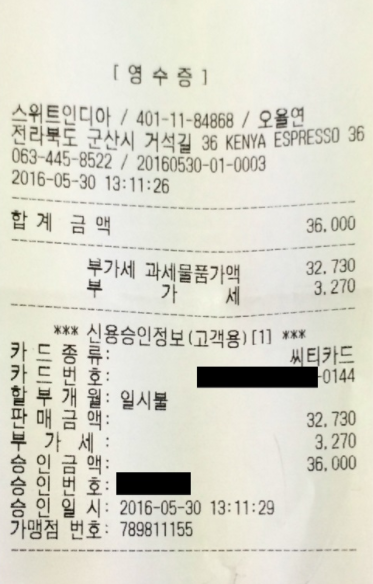 [ 영 수 증 ]
스위트인디아 / 401-11-84868 / 오율연
전라북도 군산시 거석길 36 KENYA ESPRESSO 36
063-445-8522 / 20160530-01-0003
2016-05-30 13:11:26
합 계 금 액 36,000
부가세 과세물품가액 32,730
부 가 세 3,270
*** 신용승인정보(고객용)[1] ***
카 드 종 류: 씨티카드
카 드 번 호: -0144
할 부 개 월: 일시불
판 매 금 액: 32,730
부 가 세 : 3,270
승 인 금 액: 36,000
승 인 번 호:
승 인 일 시: 2016-05-30 13:11:29
가맹점 번호: 789811155